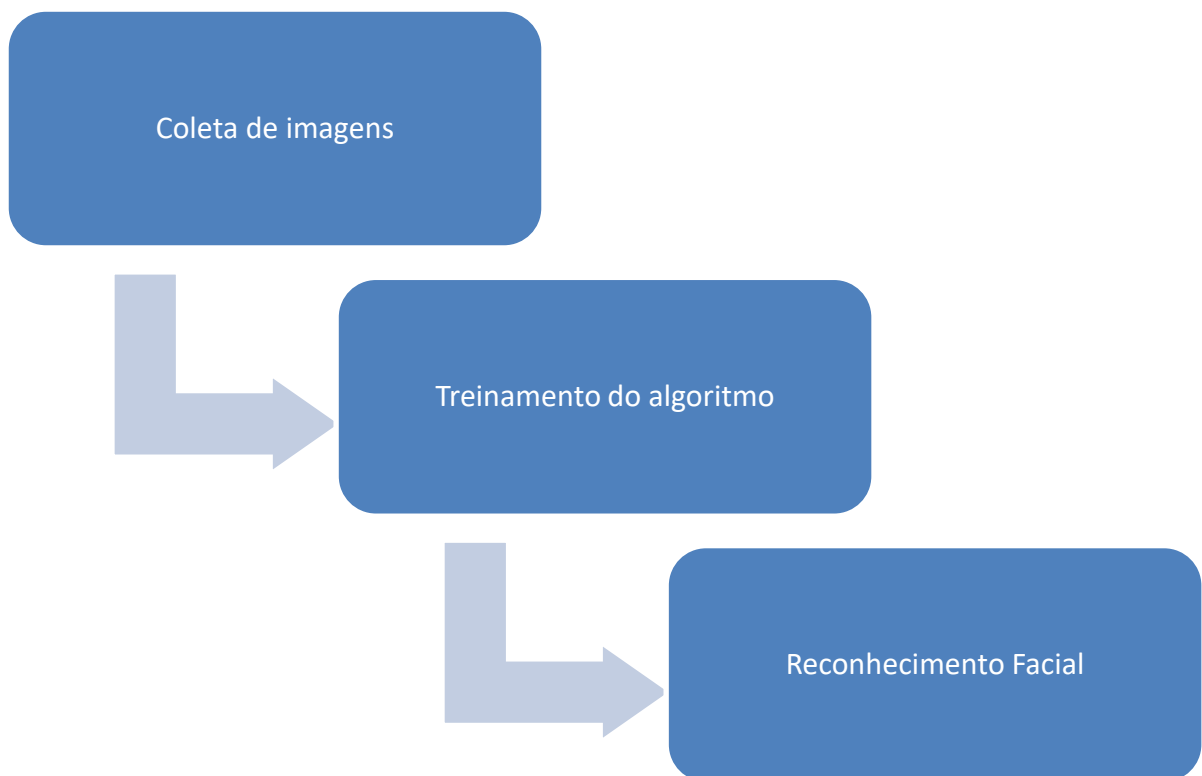 Coleta de imagens
Treinamento do algoritmo
Reconhecimento Facial